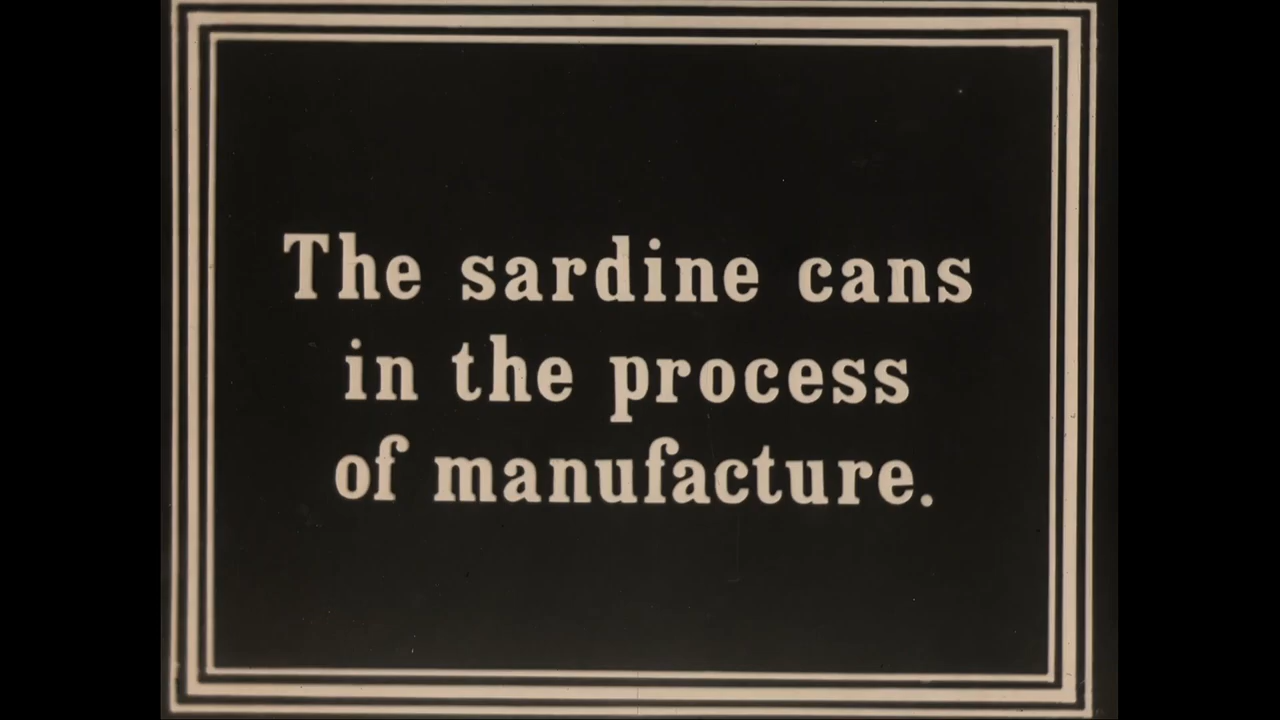 The sardine cans
in the process
of manufacture.